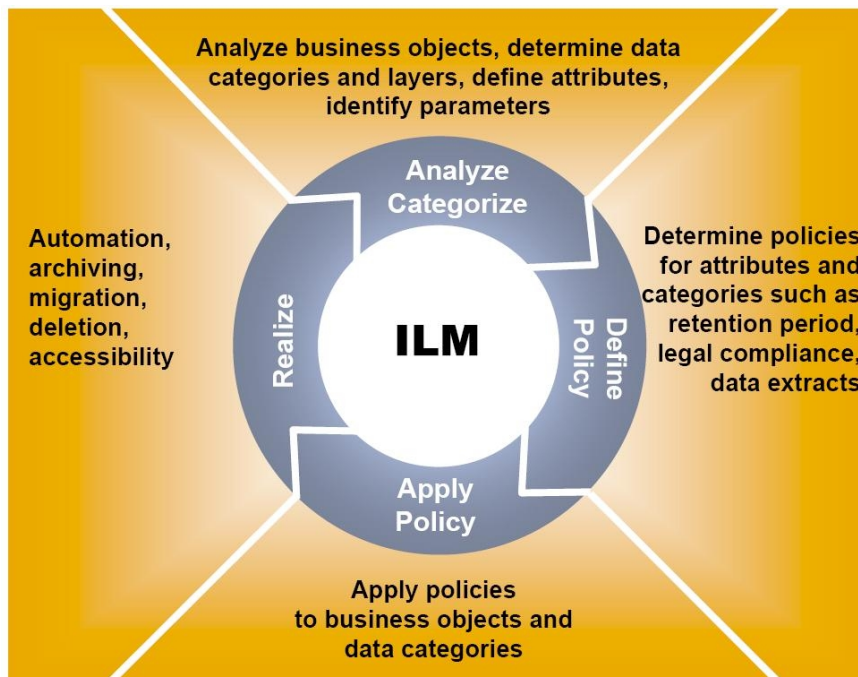 Analyze business objects, determine data
categories and layers, define attributes,
identify parameters
Analyze
Categorize
Automation,
archiving,
migration,
deletion,
accessibility
Realize
ILM
Define
Policy
Determine policies
for attributes and
categories such as
retention period,
legal compliance,
data extracts
Apply
Policy
Apply policies
to business objects and
data categories